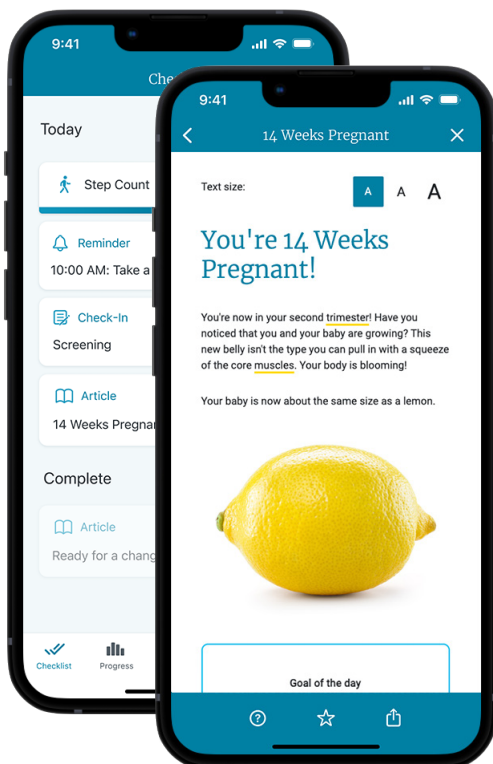 9:41
Today
Step Count
Reminder
10:00 AM: Take a
Check-In
Screening
Article
14 Weeks
Complete
Article
Ready for a
Checklist
Progress
9:41
14 Weeks Pregnant
Text size:
A A A
You're 14 Weeks
Pregnant!
You're now in your second trimester! Have you
noticed that you and your baby are growing? This
new belly isn't the type you can pull in with a squeeze
of the core muscles. Your body is blooming!
Your baby is now about the same size as a lemon.
Goal of the day